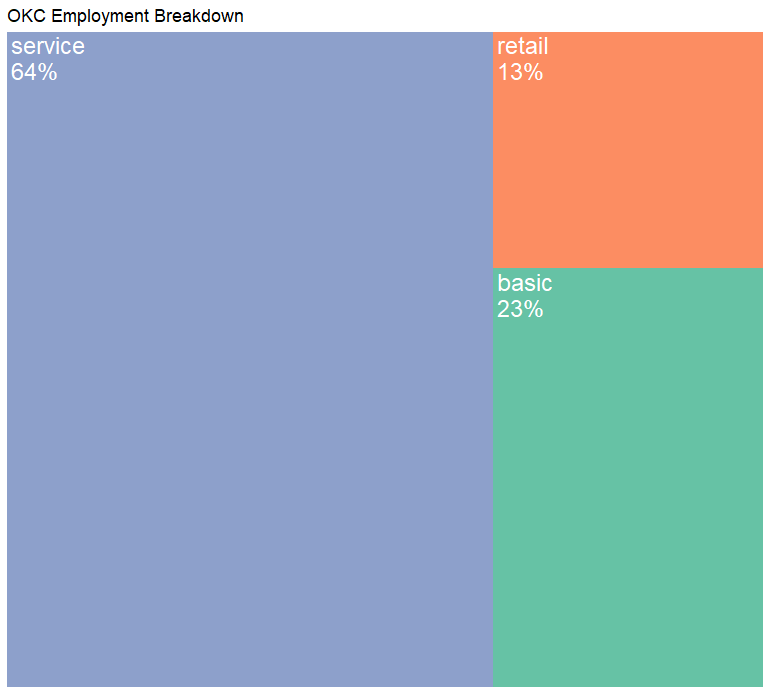 OKC Employment Breakdown
service
64%
retail
13%
basic
23%